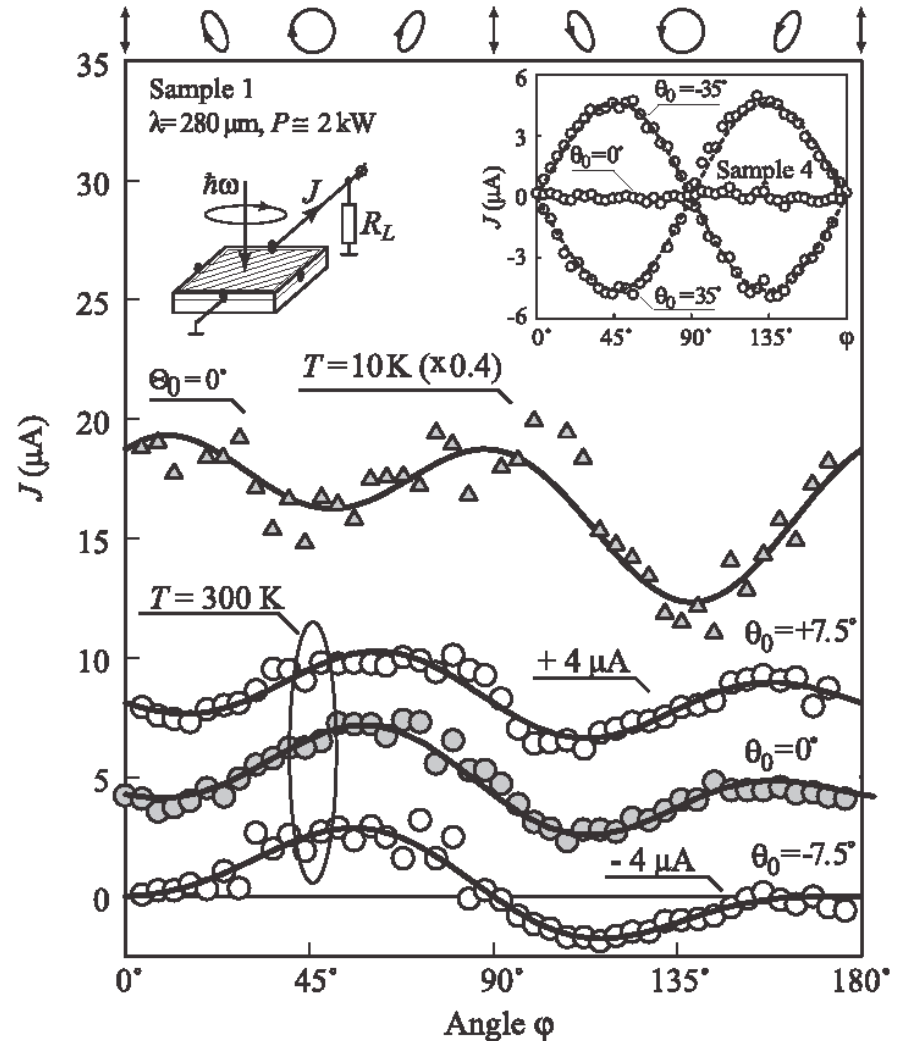 35
30
25
20
15
10
5
0
J (μA)
Sample 1
λ= 280 μm, P ≅ 2 kW
ħω
J
R_L
6
3
0
-3
-6
J (μA)
θ₀=-35°
θ₀=0°
Sample 4
θ₀=35°
0° 45° 90° 135° φ
Θ₀=0°
T = 10 K (x0.4)
T = 300 K
+ 4 μA
θ₀=+7.5°
θ₀=0°
- 4 μA
θ₀=-7.5°
0° 45° 90° 135° 180°
Angle φ